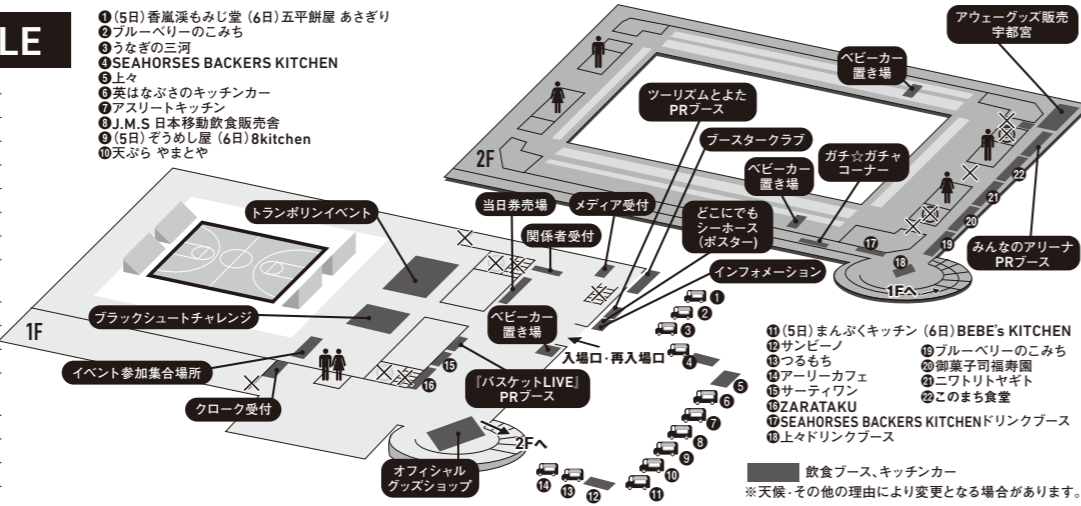 LE
❶(5日)香嵐渓もみじ堂 (6日)五平餅屋 あさぎり
❷ブルーベリーのこみち
❸うなぎの三河
❹SEAHORSES BACKERS KITCHEN
❺上々
❻英はなぶさのキッチンカー
❼アスリートキッチン
❽J.M.S 日本移動飲食販売舎
❾(5日)ぞうめし屋 (6日)8kitchen
❿天ぷら やまとや
2F
アウェーグッズ販売
宇都宮
ベビーカー
置き場
ツーリズムとよた
PRブース
ブースタークラブ
ベビーカー
置き場
ガチ☆ガチャ
コーナー
みんなのアリーナ
PRブース
⓱
⓲
⓳
⓴
㉑
㉒
1Fへ
1F
トランポリンイベント
当日券売場
メディア受付
関係者受付
どこにでも
シーホース
(ポスター)
インフォメーション
ブラックシュートチャレンジ
ベビーカー
置き場
入場口・再入場口
イベント参加集合場所
クローク受付
⓯
⓰
『バスケットLIVE』
PRブース
オフィシャル
グッズショップ
2Fへ
❶
❷
❸
❹
❺
❻
❼
❽
❾
❿
⓫
⓬
⓭
⓮
⓫(5日)まんぷくキッチン (6日)BEBE's KITCHEN
⓬サンビーノ
⓭つるもち
⓮アーリーカフェ
⓯サーティワン
⓰ZARATAKU
⓱SEAHORSES BACKERS KITCHENドリンクブース
⓲上々ドリンクブース
⓳ブルーベリーのこみち
⓴御菓子司福寿園
㉑ニワトリトヤギト
㉒このまち食堂
飲食ブース、キッチンカー
※天候・その他の理由により変更となる場合があります。